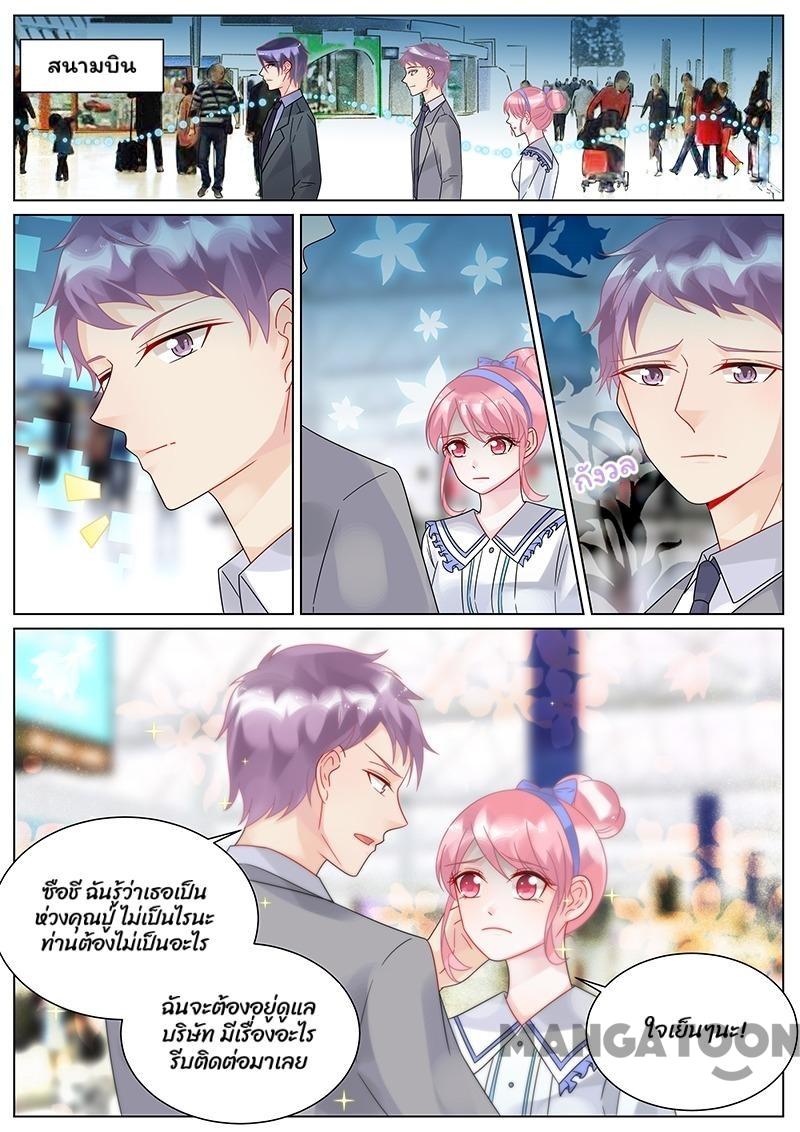 สนามบิน
กังวล
ซือชี ฉันรู้ว่าเธอเป็น
ห่วงคุณปู่ ไม่เป็นไรนะ
ท่านต้องไม่เป็นอะไร
ฉันจะต้องอยู่ดูแล
บริษัท มีเรื่องอะไร
รีบติดต่อมาเลย
ใจเย็นๆนะ!
MANGATOON